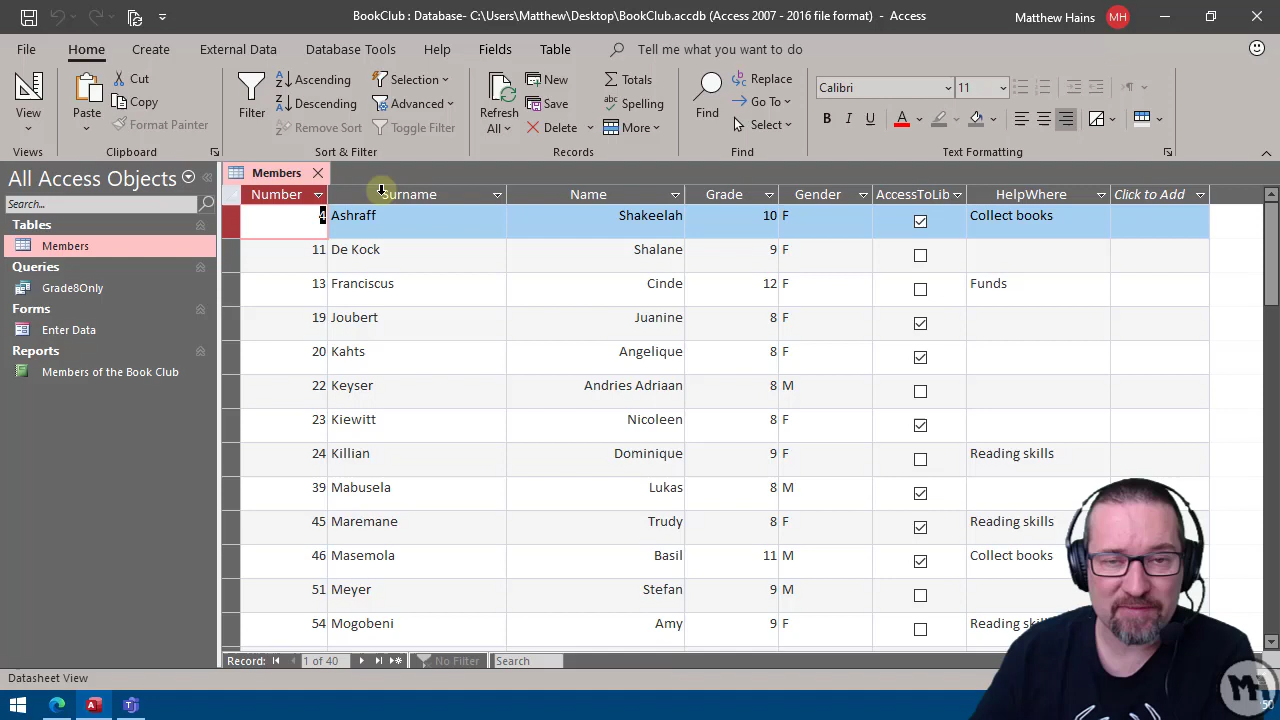 BookClub : Database- C:\Users\Matthew\Desktop\BookClub.accdb (Access 2007 - 2016 file format) - Access
Matthew Hains
MH
File Home Create External Data Database Tools Help Fields Table Tell me what you want to do
View
Views
Paste
Cut
Copy
Format Painter
Clipboard
Filter
Ascending
Descending
Remove Sort
Selection
Advanced
Toggle Filter
Sort & Filter
Refresh
All
New
Save
Delete
Totals
Spelling
More
Records
Find
Replace
Go To
Select
Find
Calibri 11
B I U A
Text Formatting
All Access Objects
Search...
Tables
Members
Queries
Grade8Only
Forms
Enter Data
Reports
Members of the Book Club
Members
Number Surname Name Grade Gender AccessToLib HelpWhere Click to Add
4 Ashraff Shakeelah 10 F Collect books
11 De Kock Shalane 9 F
13 Franciscus Cinde 12 F Funds
19 Joubert Juanine 8 F
20 Kahts Angelique 8 F
22 Keyser Andries Adriaan 8 M
23 Kiewitt Nicoleen 8 F
24 Killian Dominique 9 F Reading skills
39 Mabusela Lukas 8 M
45 Maremane Trudy 8 F Reading skills
46 Masemola Basil 11 M Collect books
51 Meyer Stefan 9 M
54 Mogobeni Amy 9 F Reading
Record: 1 of 40 No Filter Search
Datasheet View